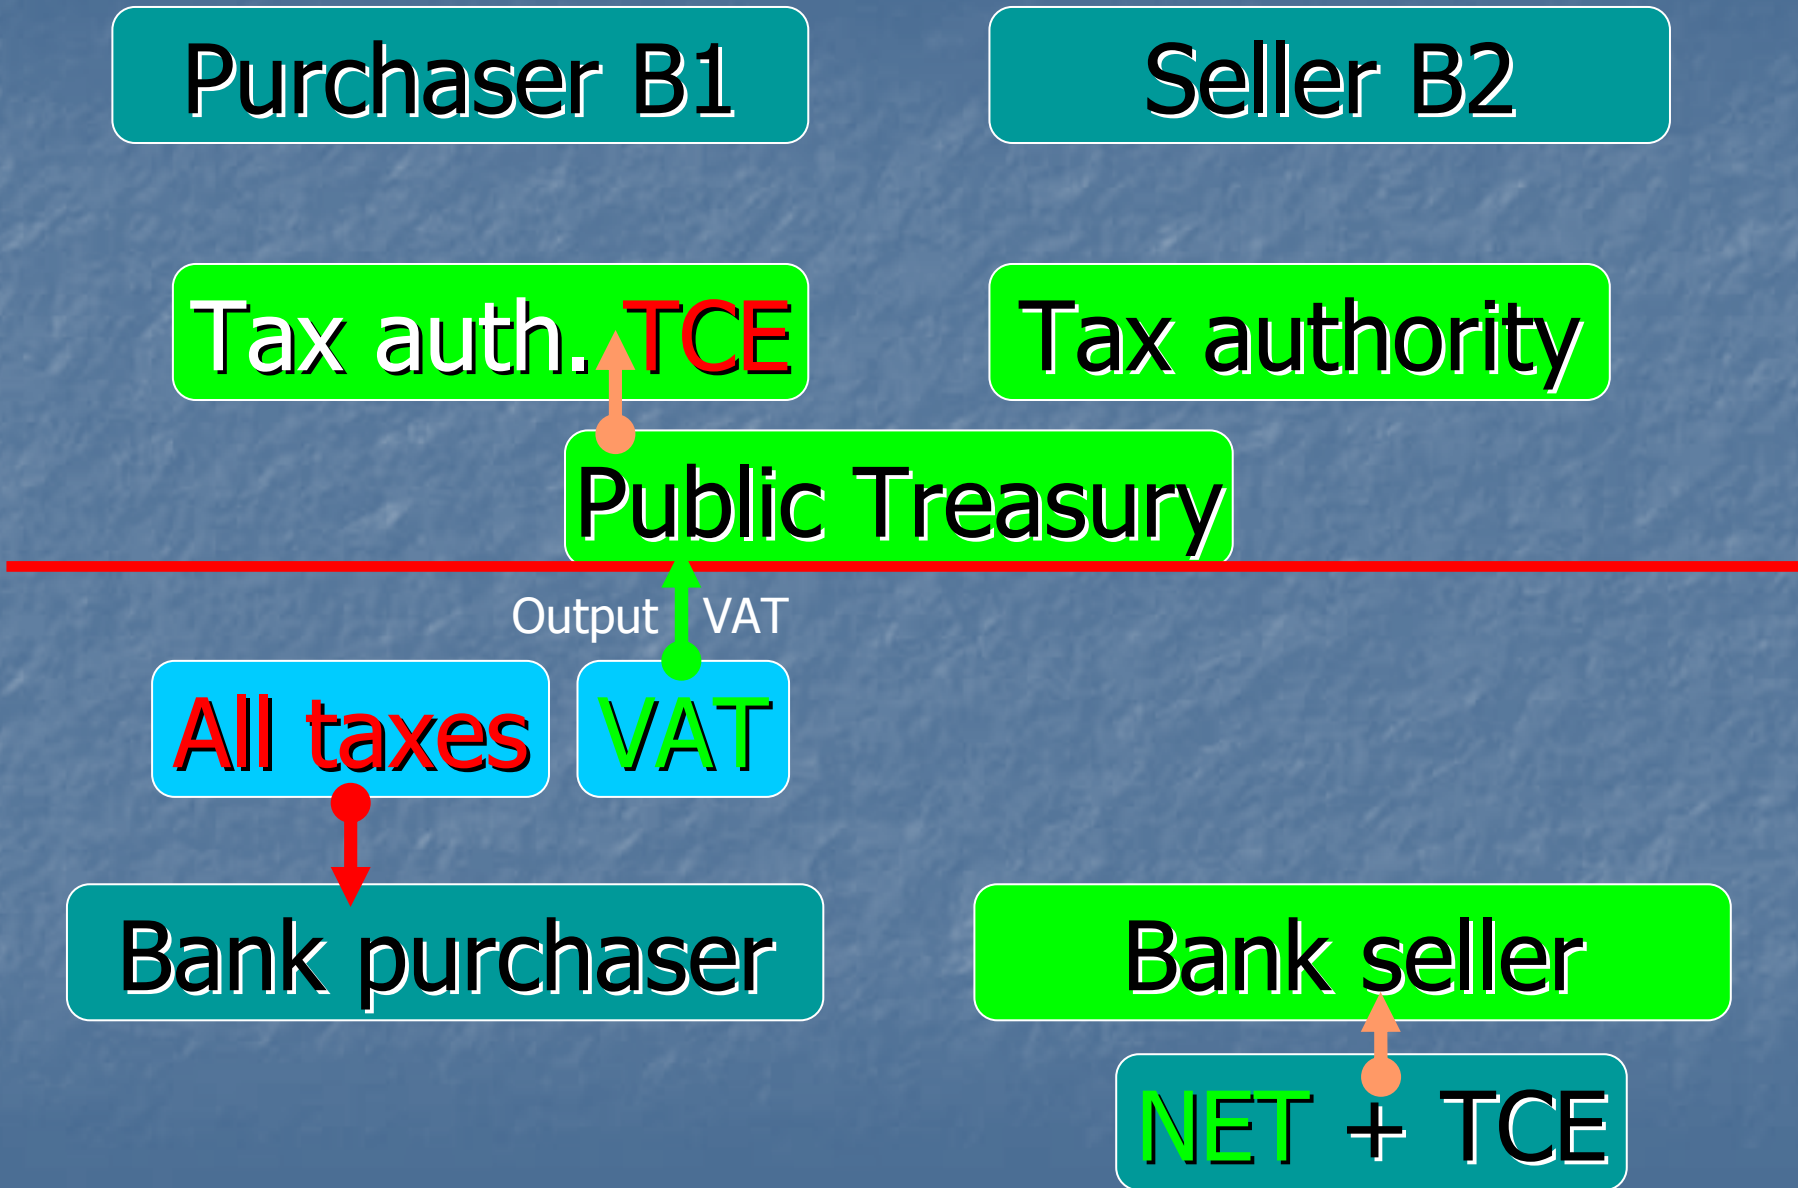 Purchaser B1
Seller B2
Tax auth. TCE
Tax authority
Public Treasury
Output VAT
All taxes
VAT
Bank purchaser
Bank seller
NET + TCE